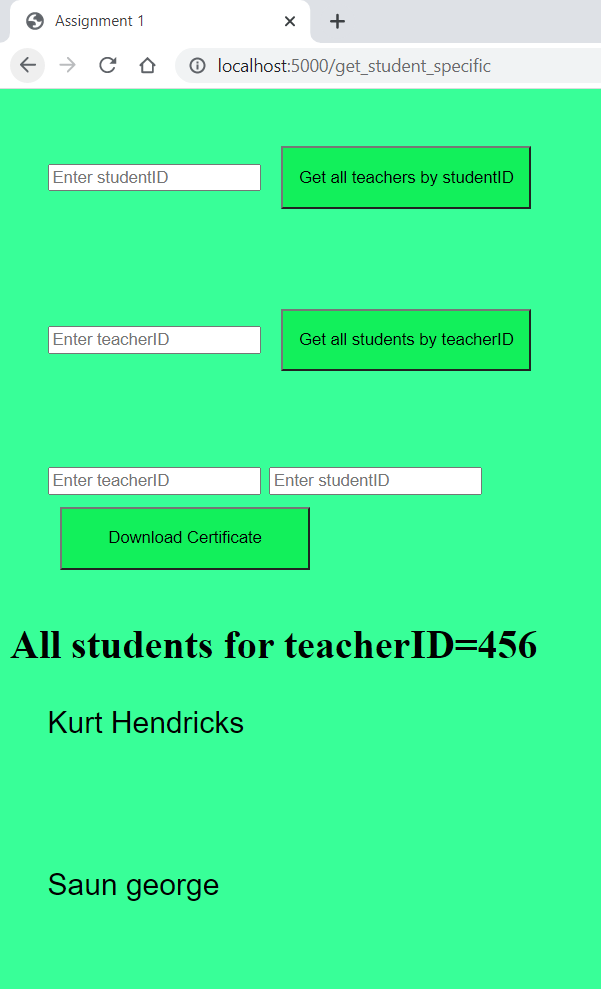 Assignment 1
localhost:5000/get_student_specific
Enter studentID Get all teachers by studentID
Enter teacherID Get all students by teacherID
Enter teacherID Enter studentID
Download Certificate
All students for teacherID=456
Kurt Hendricks
Saun george